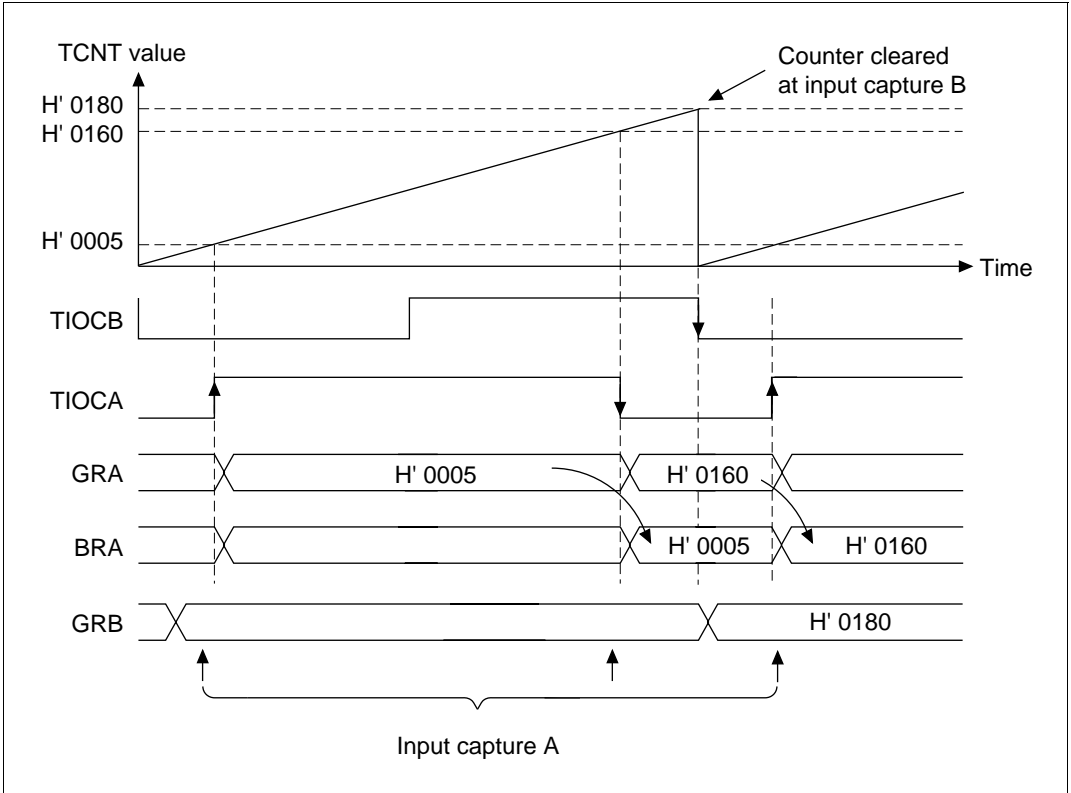 TCNT value
Counter cleared
at input capture B
H' 0180
H' 0160
H' 0005
Time
TIOCB
TIOCA
GRA
H' 0005
H' 0160
BRA
H' 0005
H' 0160
GRB
H' 0180
Input capture A